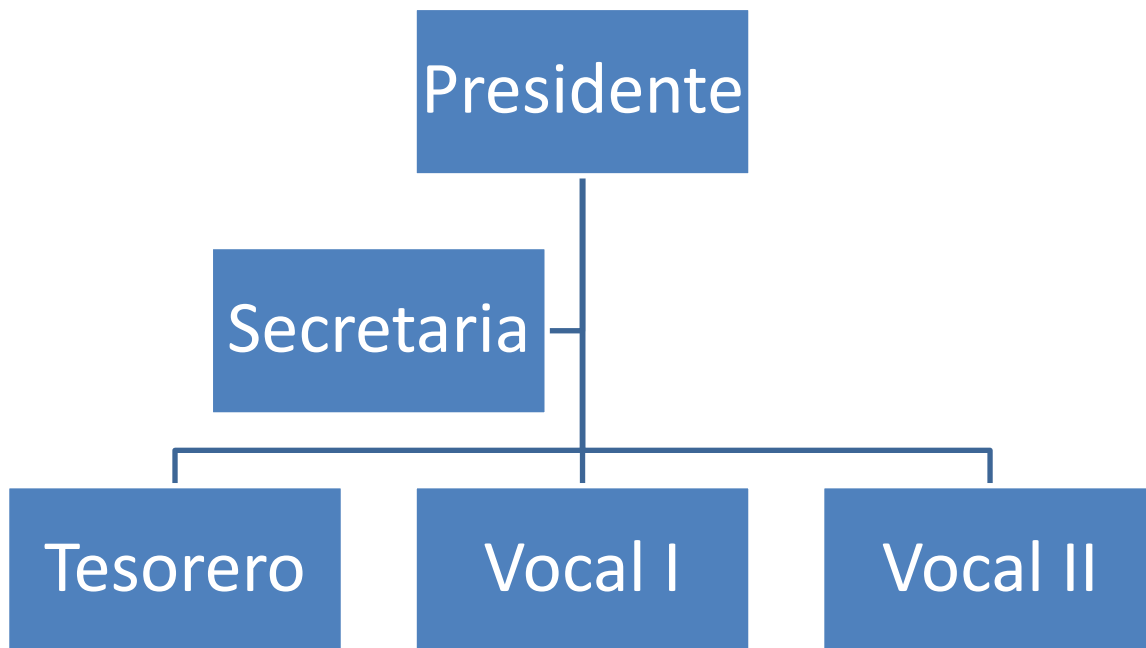 Presidente
Secretaria
Tesorero
Vocal I
Vocal II